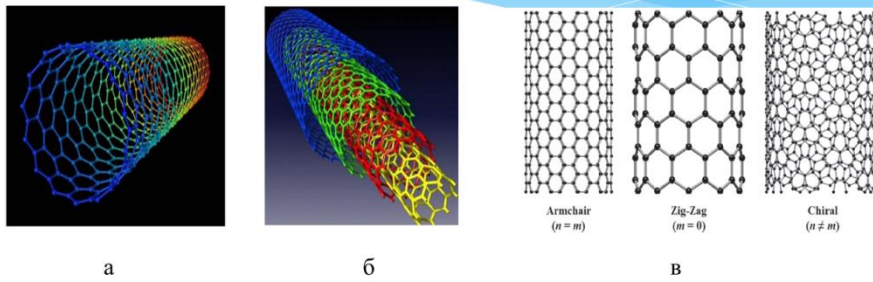 Armchair Zig-Zag Chiral
(n = m) (m = 0) (n ≠ m)
а б в